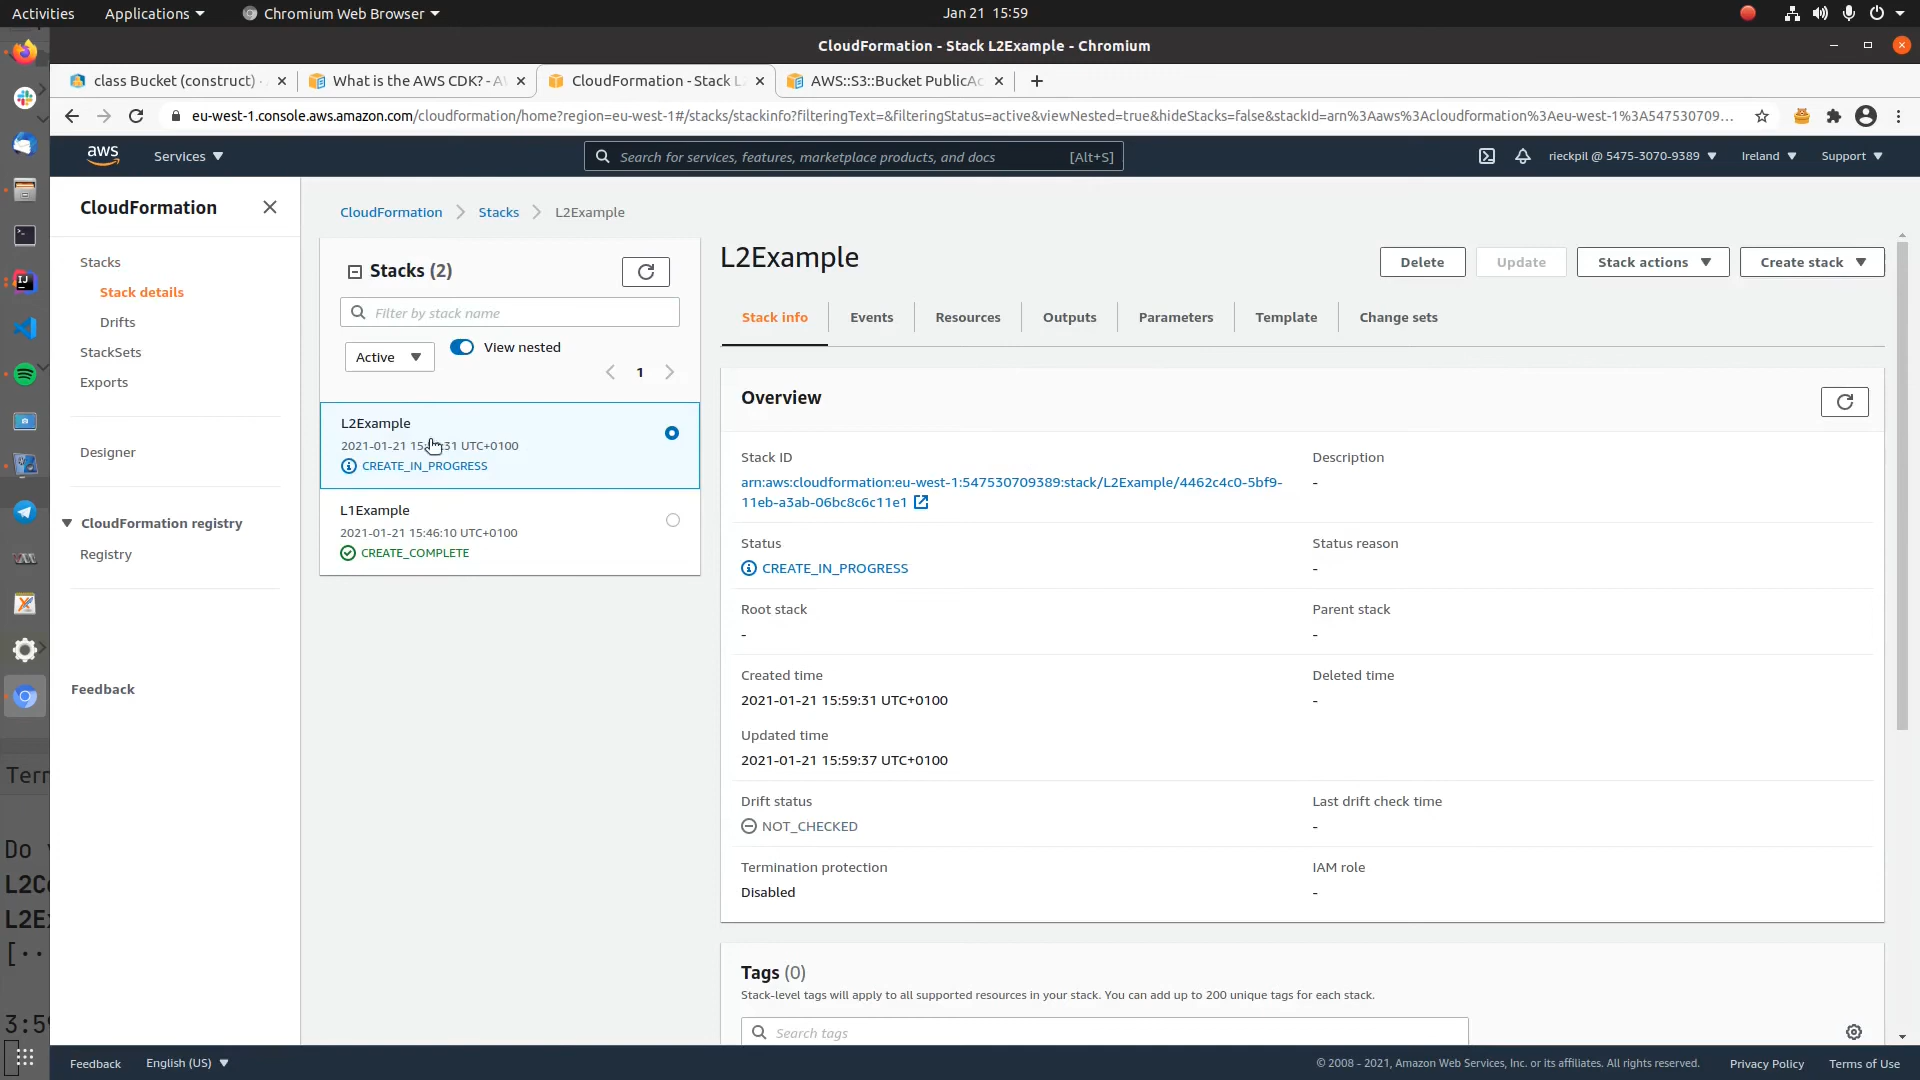 Activities
Applications
Chromium Web Browser
Jan 21 15:59
CloudFormation - Stack L2Example - Chromium
class Bucket (construct) ·
What is the AWS CDK? - A
CloudFormation - Stack L
AWS::S3::Bucket PublicAc
eu-west-1.console.aws.amazon.com/cloudformation/home?region=eu-west-1#/stacks/stackinfo?filteringText=&filteringStatus=active&viewNested=true&hideStacks=false&stackId=arn%3Aaws%3Acloudformation%3Aeu-west-1%3A547530709...
aws
Services
Search for services, features, marketplace products, and docs
[Alt+S]
rieckpil @ 5475-3070-9389
Ireland
Support
CloudFormation
Stacks
Stack details
Drifts
StackSets
Exports
Designer
CloudFormation registry
Registry
Feedback
CloudFormation
Stacks
L2Example
Stacks (2)
Filter by stack name
Active
View nested
1
L2Example
2021-01-21 15: :31 UTC+0100
CREATE_IN_PROGRESS
L1Example
2021-01-21 15:46:10 UTC+0100
CREATE_COMPLETE
L2Example
Delete
Update
Stack actions
Create stack
Stack info
Events
Resources
Outputs
Parameters
Template
Change sets
Overview
Stack ID
arn:aws:cloudformation:eu-west-1:547530709389:stack/L2Example/4462c4c0-5bf9-
11eb-a3ab-06bc8c6c11e1
Description
-
Status
CREATE_IN_PROGRESS
Status reason
-
Root stack
-
Parent stack
-
Created time
2021-01-21 15:59:31 UTC+0100
Deleted time
-
Updated time
2021-01-21 15:59:37 UTC+0100
Drift status
NOT_CHECKED
Last drift check time
-
Termination protection
Disabled
IAM role
-
Tags (0)
Stack-level tags will apply to all supported resources in your stack. You can add up to 200 unique tags for each stack.
Search tags
Terr
Do
L2C
L2E
[··
3:5
Feedback
English (US)
© 2008 - 2021, Amazon Web Services, Inc. or its affiliates. All rights reserved.
Privacy Policy
Terms of Use